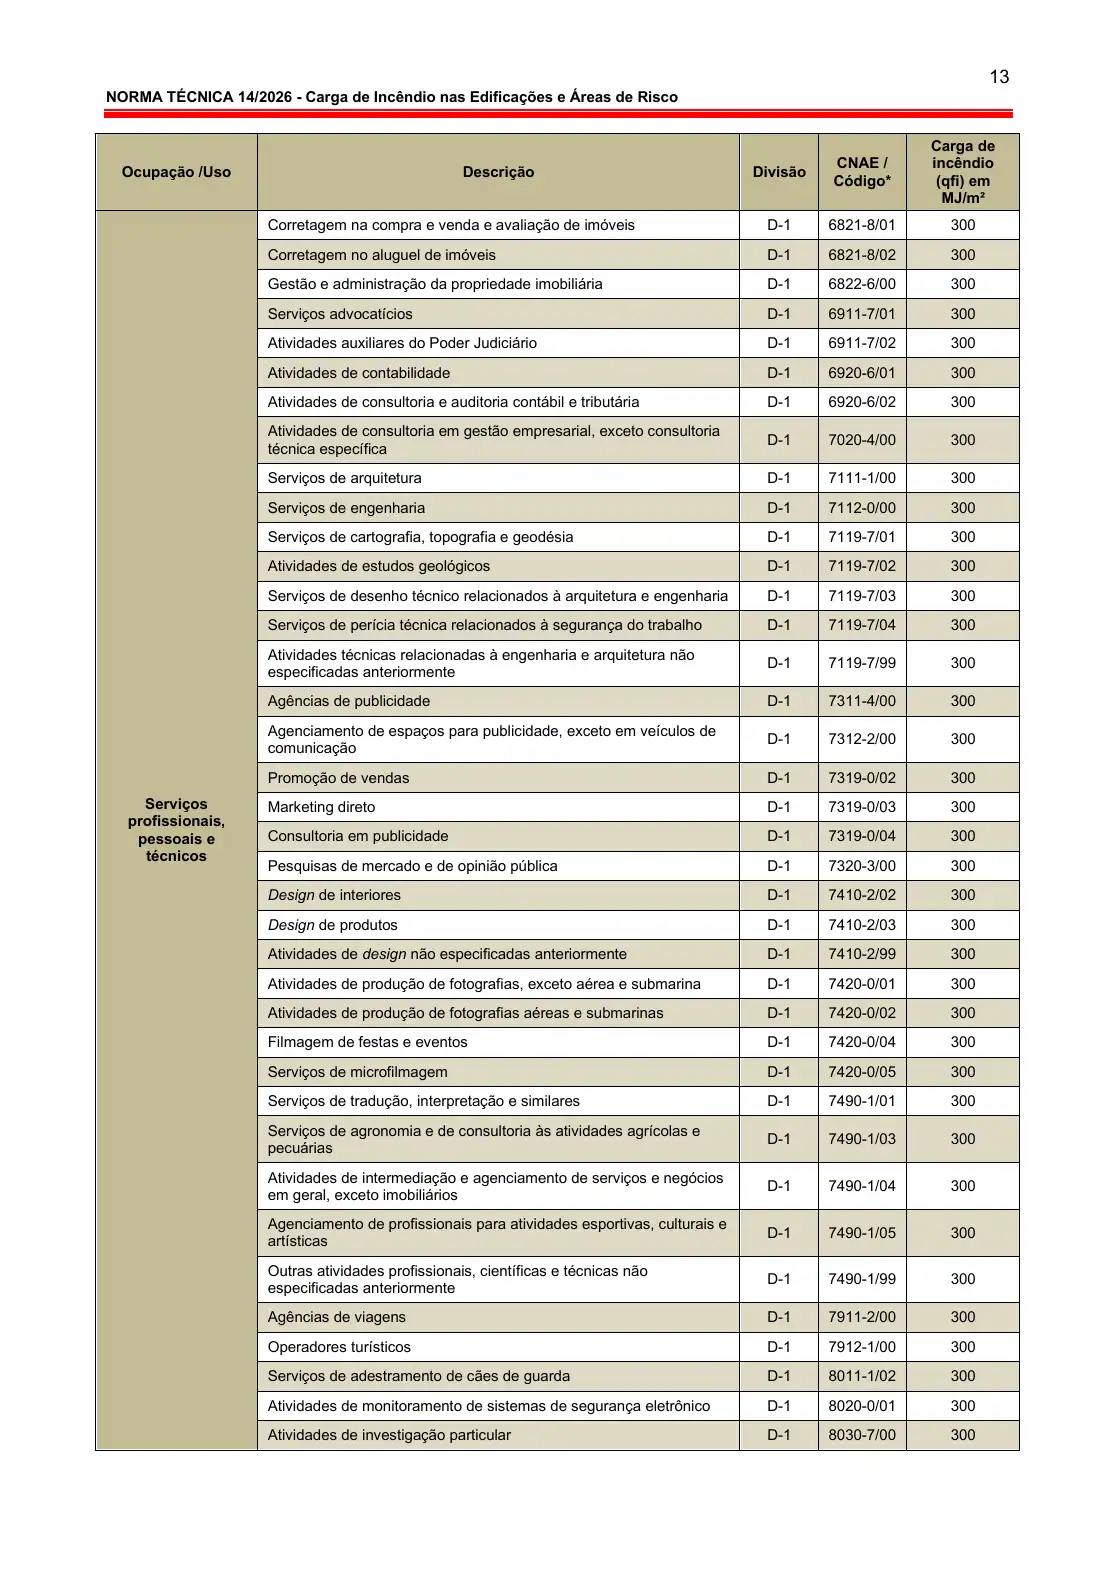 13
NORMA TÉCNICA 14/2026 - Carga de Incêndio nas Edificações e Áreas de Risco
Ocupação /Uso Descrição Divisão CNAE / Código* Carga de incêndio (qfi) em MJ/m²
Serviços profissionais, pessoais e técnicos
Corretagem na compra e venda e avaliação de imóveis D-1 6821-8/01 300
Corretagem no aluguel de imóveis D-1 6821-8/02 300
Gestão e administração da propriedade imobiliária D-1 6822-6/00 300
Serviços advocatícios D-1 6911-7/01 300
Atividades auxiliares do Poder Judiciário D-1 6911-7/02 300
Atividades de contabilidade D-1 6920-6/01 300
Atividades de consultoria e auditoria contábil e tributária D-1 6920-6/02 300
Atividades de consultoria em gestão empresarial, exceto consultoria técnica específica D-1 7020-4/00 300
Serviços de arquitetura D-1 7111-1/00 300
Serviços de engenharia D-1 7112-0/00 300
Serviços de cartografia, topografia e geodésia D-1 7119-7/01 300
Atividades de estudos geológicos D-1 7119-7/02 300
Serviços de desenho técnico relacionados à arquitetura e engenharia D-1 7119-7/03 300
Serviços de perícia técnica relacionados à segurança do trabalho D-1 7119-7/04 300
Atividades técnicas relacionadas à engenharia e arquitetura não especificadas anteriormente D-1 7119-7/99 300
Agências de publicidade D-1 7311-4/00 300
Agenciamento de espaços para publicidade, exceto em veículos de comunicação D-1 7312-2/00 300
Promoção de vendas D-1 7319-0/02 300
Marketing direto D-1 7319-0/03 300
Consultoria em publicidade D-1 7319-0/04 300
Pesquisas de mercado e de opinião pública D-1 7320-3/00 300
Design de interiores D-1 7410-2/02 300
Design de produtos D-1 7410-2/03 300
Atividades de design não especificadas anteriormente D-1 7410-2/99 300
Atividades de produção de fotografias, exceto aérea e submarina D-1 7420-0/01 300
Atividades de produção de fotografias aéreas e submarinas D-1 7420-0/02 300
Filmagem de festas e eventos D-1 7420-0/04 300
Serviços de microfilmagem D-1 7420-0/05 300
Serviços de tradução, interpretação e similares D-1 7490-1/01 300
Serviços de agronomia e de consultoria às atividades agrícolas e pecuárias D-1 7490-1/03 300
Atividades de intermediação e agenciamento de serviços e negócios em geral, exceto imobiliários D-1 7490-1/04 300
Agenciamento de profissionais para atividades esportivas, culturais e artísticas D-1 7490-1/05 300
Outras atividades profissionais, científicas e técnicas não especificadas anteriormente D-1 7490-1/99 300
Agências de viagens D-1 7911-2/00 300
Operadores turísticos D-1 7912-1/00 300
Serviços de adestramento de cães de guarda D-1 8011-1/02 300
Atividades de monitoramento de sistemas de segurança eletrônico D-1 8020-0/01 300
Atividades de investigação particular D-1 8030-7/00 300